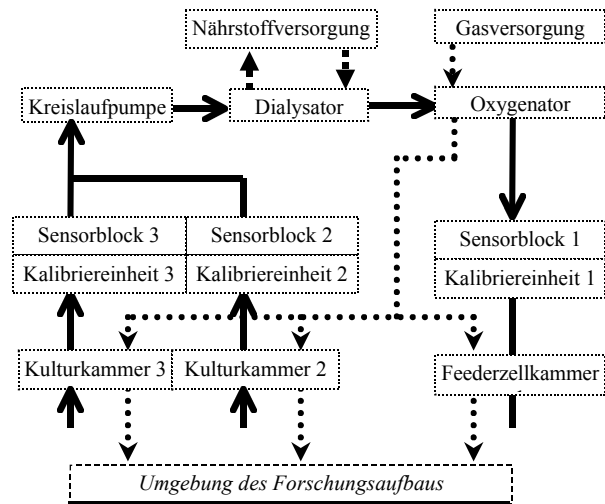 Nährstoffversorgung
Gasversorgung
Kreislaufpumpe
Dialysator
Oxygenator
Sensorblock 3
Sensorblock 2
Sensorblock 1
Kalibriereinheit 3
Kalibriereinheit 2
Kalibriereinheit 1
Kulturkammer 3
Kulturkammer 2
Feederzellkammer
Umgebung des Forschungsaufbaus